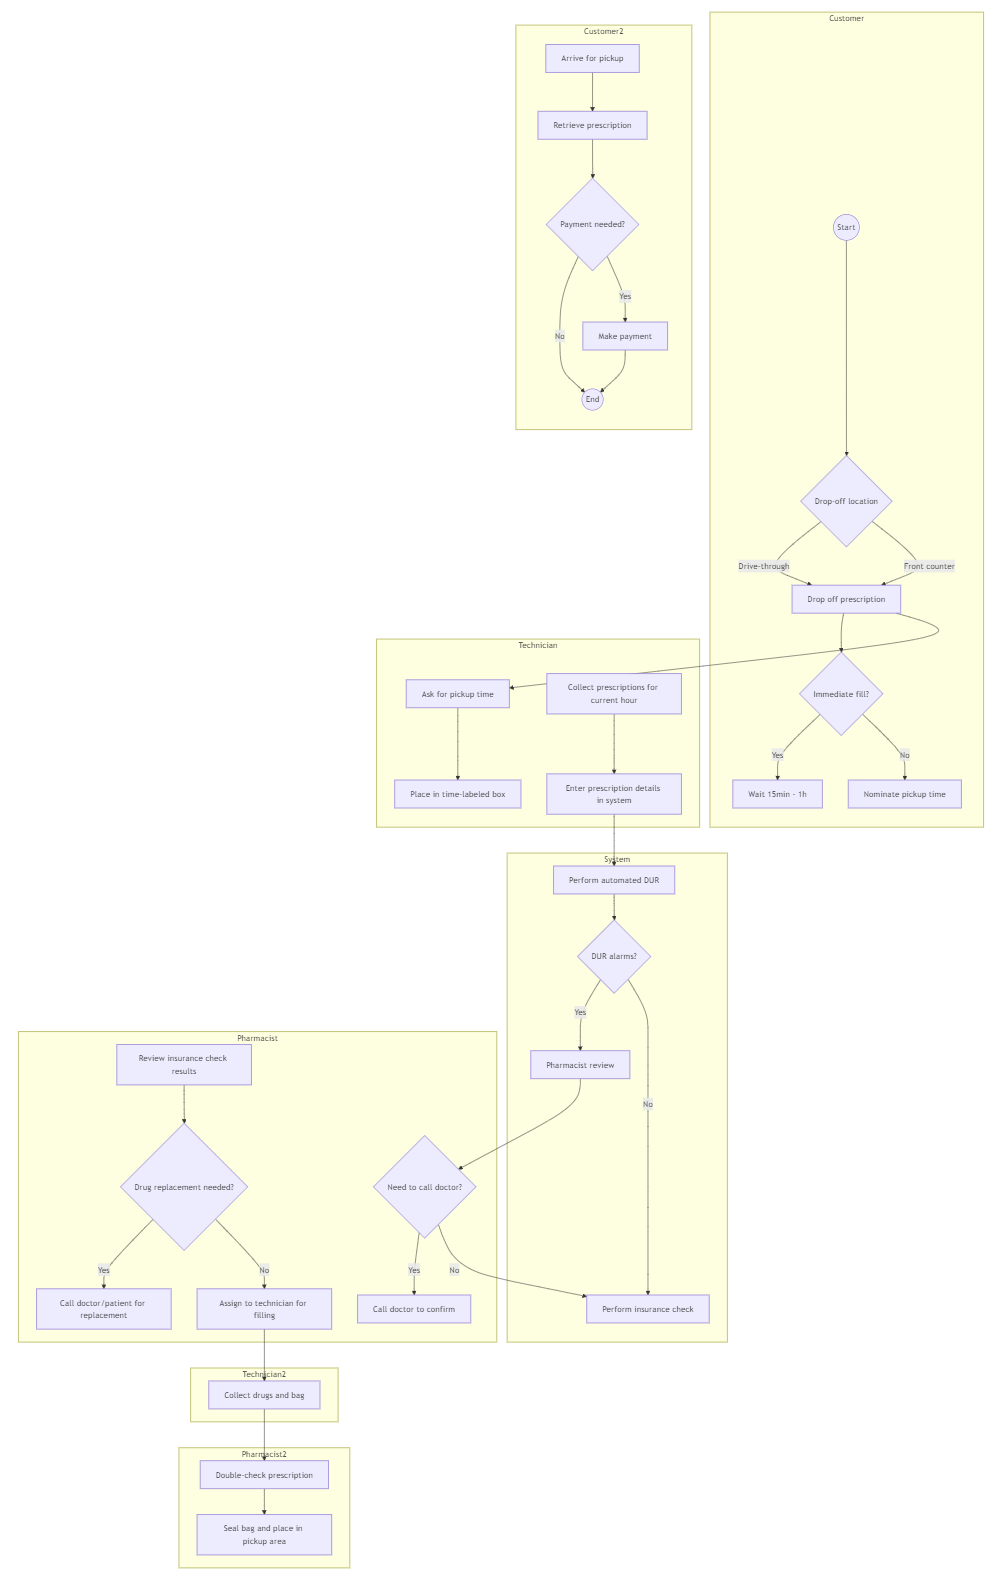 Customer2
Arrive for pickup
Retrieve prescription
Payment needed?
Yes
No
Make payment
End
Customer
Start
Drop-off location
Drive-through
Front counter
Drop off prescription
Immediate fill?
Yes
No
Wait 15min - 1h
Nominate pickup time
Technician
Ask for pickup time
Collect prescriptions for
current hour
Place in time-labeled box
Enter prescription details
in system
System
Perform automated DUR
DUR alarms?
Yes
Pharmacist review
No
Perform insurance check
Pharmacist
Review insurance check
results
Drug replacement needed?
Need to call doctor?
Yes
No
Yes
No
Call doctor/patient for
replacement
Assign to technician for
filling
Call doctor to confirm
Technician2
Collect drugs and bag
Pharmacist2
Double-check prescription
Seal bag and place in
pickup area